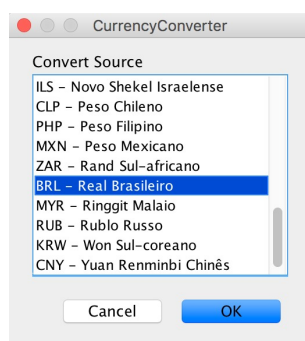 CurrencyConverter
Convert Source
ILS – Novo Shekel Israelense
CLP – Peso Chileno
PHP – Peso Filipino
MXN – Peso Mexicano
ZAR – Rand Sul-africano
BRL – Real Brasileiro
MYR – Ringgit Malaio
RUB – Rublo Russo
KRW – Won Sul-coreano
CNY – Yuan Renminbi Chinês
Cancel OK